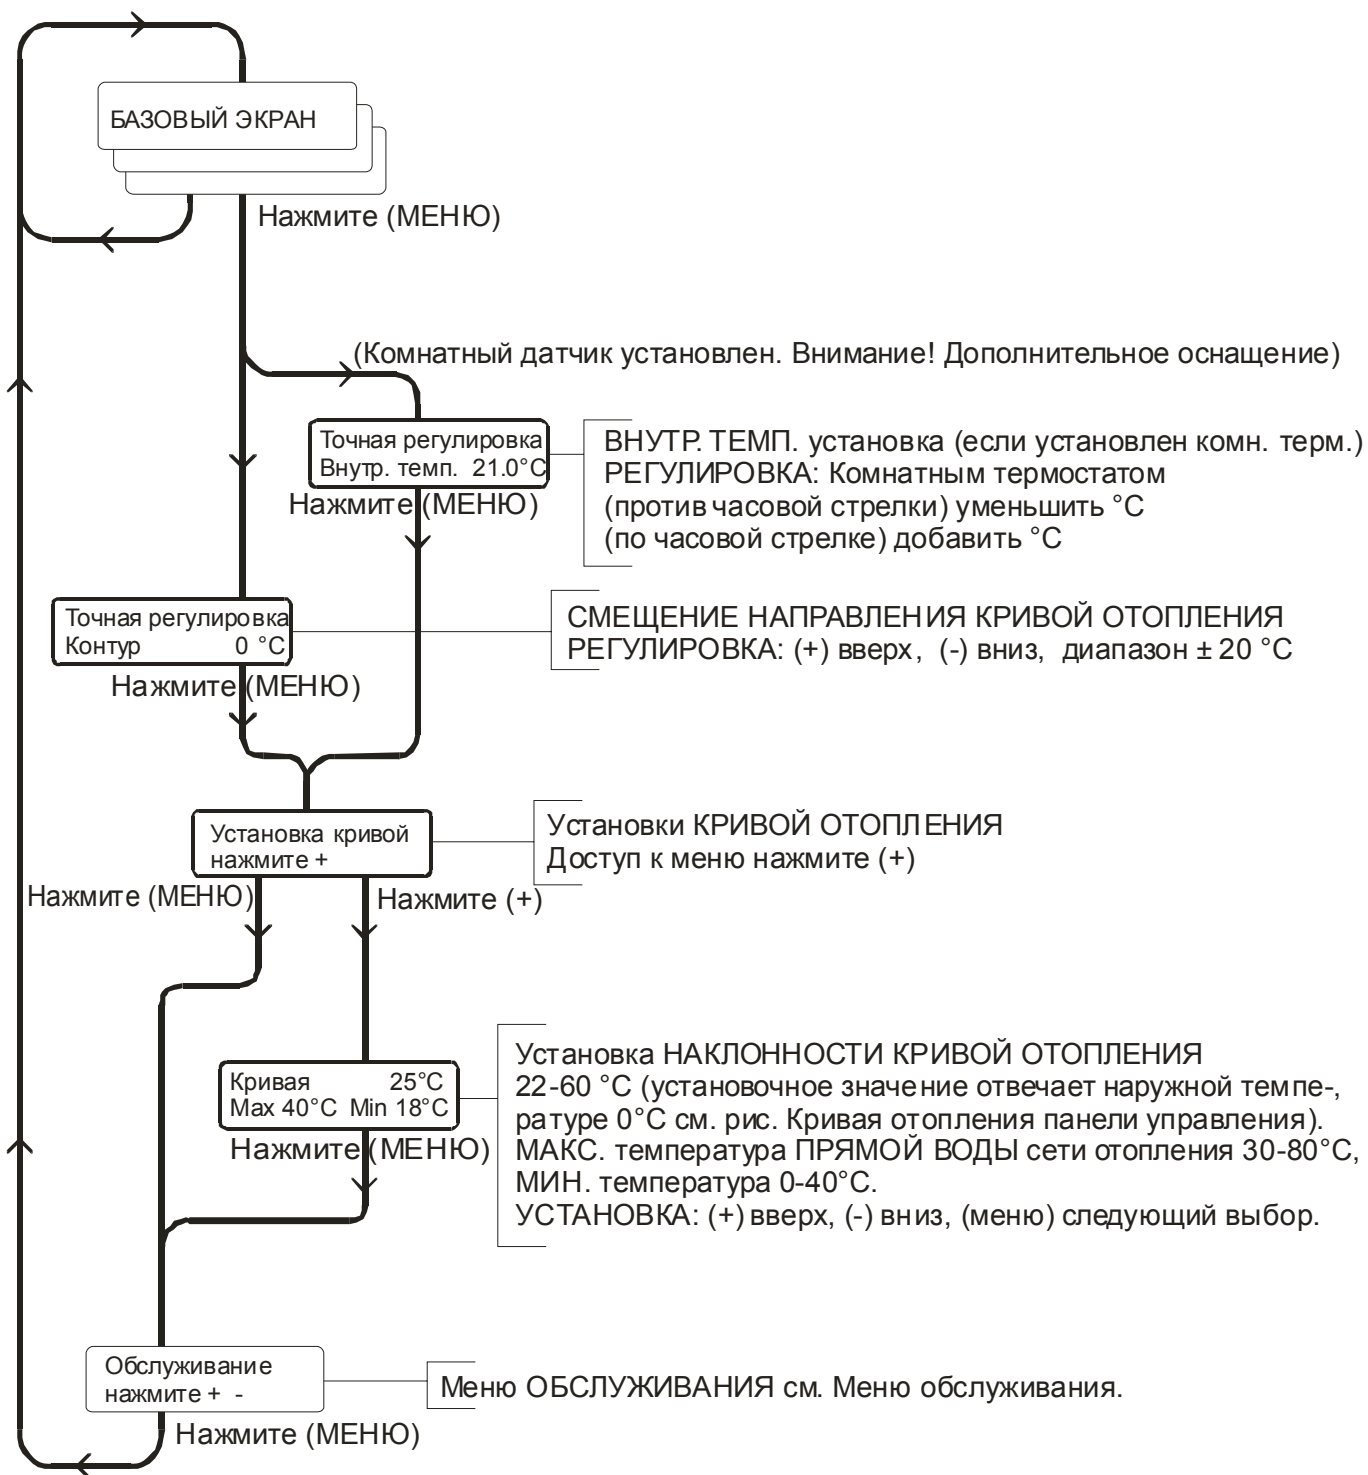 БАЗОВЫЙ ЭКРАН
Нажмите (МЕНЮ)
(Комнатный датчик установлен. Внимание! Дополнительное оснащение)
Точная регулировка
Внутр. темп. 21.0°C
Нажмите (МЕНЮ)
ВНУТР. ТЕМП. установка (если установлен комн. терм.)
РЕГУЛИРОВКА: Комнатным термостатом
(против часовой стрелки) уменьшить °C
(по часовой стрелке) добавить °C
Точная регулировка
Контур 0 °C
Нажмите (МЕНЮ)
СМЕЩЕНИЕ НАПРАВЛЕНИЯ КРИВОЙ ОТОПЛЕНИЯ
РЕГУЛИРОВКА: (+) вверх, (-) вниз, диапазон ± 20 °C
Установка кривой
нажмите +
Установки КРИВОЙ ОТОПЛЕНИЯ
Доступ к меню нажмите (+)
Нажмите (МЕНЮ)
Нажмите (+)
Кривая 25°C
Max 40°C Min 18°C
Нажмите (МЕНЮ)
Установка НАКЛОННОСТИ КРИВОЙ ОТОПЛЕНИЯ
22-60 °C (установочное значение отвечает наружной темпе-,
ратуре 0°C см. рис. Кривая отопления панели управления).
МАКС. температура ПРЯМОЙ ВОДЫ сети отопления 30-80°C,
МИН. температура 0-40°C.
УСТАНОВКА: (+) вверх, (-) вниз, (меню) следующий выбор.
Обслуживание
нажмите + -
Меню ОБСЛУЖИВАНИЯ см. Меню обслуживания.
Нажмите (МЕНЮ)